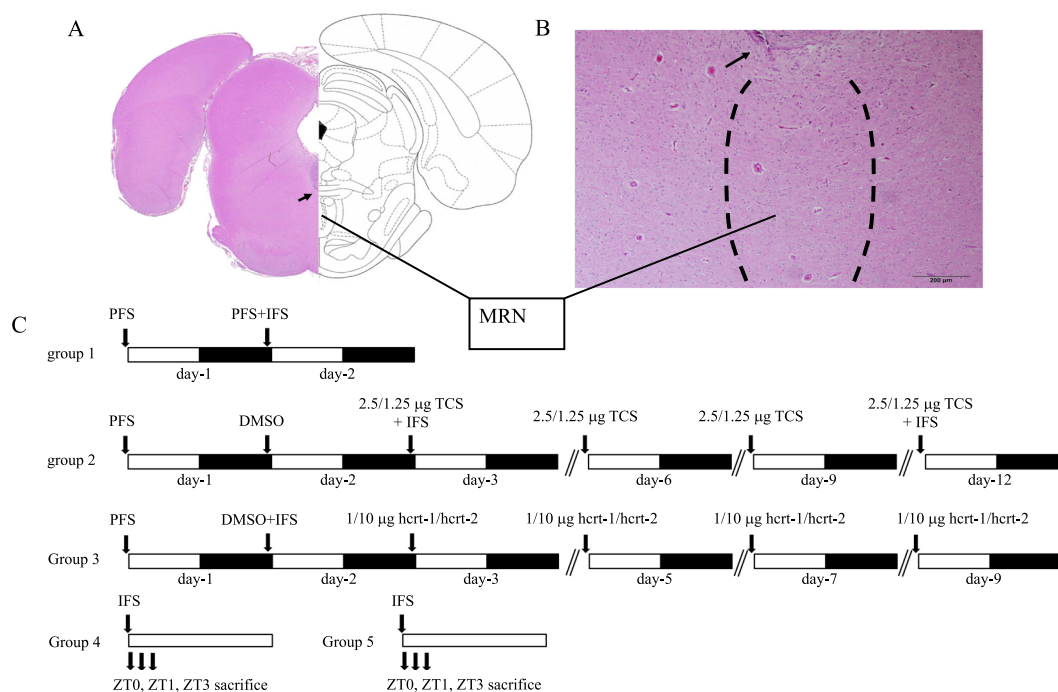 A
B
200 µm
MRN
C
PFS
PFS+IFS
group 1
day-1
day-2
2.5/1.25 µg TCS
+ IFS
2.5/1.25 µg TCS
2.5/1.25 µg TCS
2.5/1.25 µg TCS
+ IFS
PFS
DMSO
group 2
day-1
day-2
day-3
day-6
day-9
day-12
PFS
DMSO+IFS
1/10 µg hcrt-1/hcrt-2
1/10 µg hcrt-1/hcrt-2
1/10 µg hcrt-1/hcrt-2
1/10 µg hcrt-1/hcrt-2
Group 3
day-1
day-2
day-3
day-5
day-7
day-9
IFS
IFS
Group 4
Group 5
ZT0, ZT1, ZT3 sacrifice
ZT0, ZT1, ZT3 sacrifice